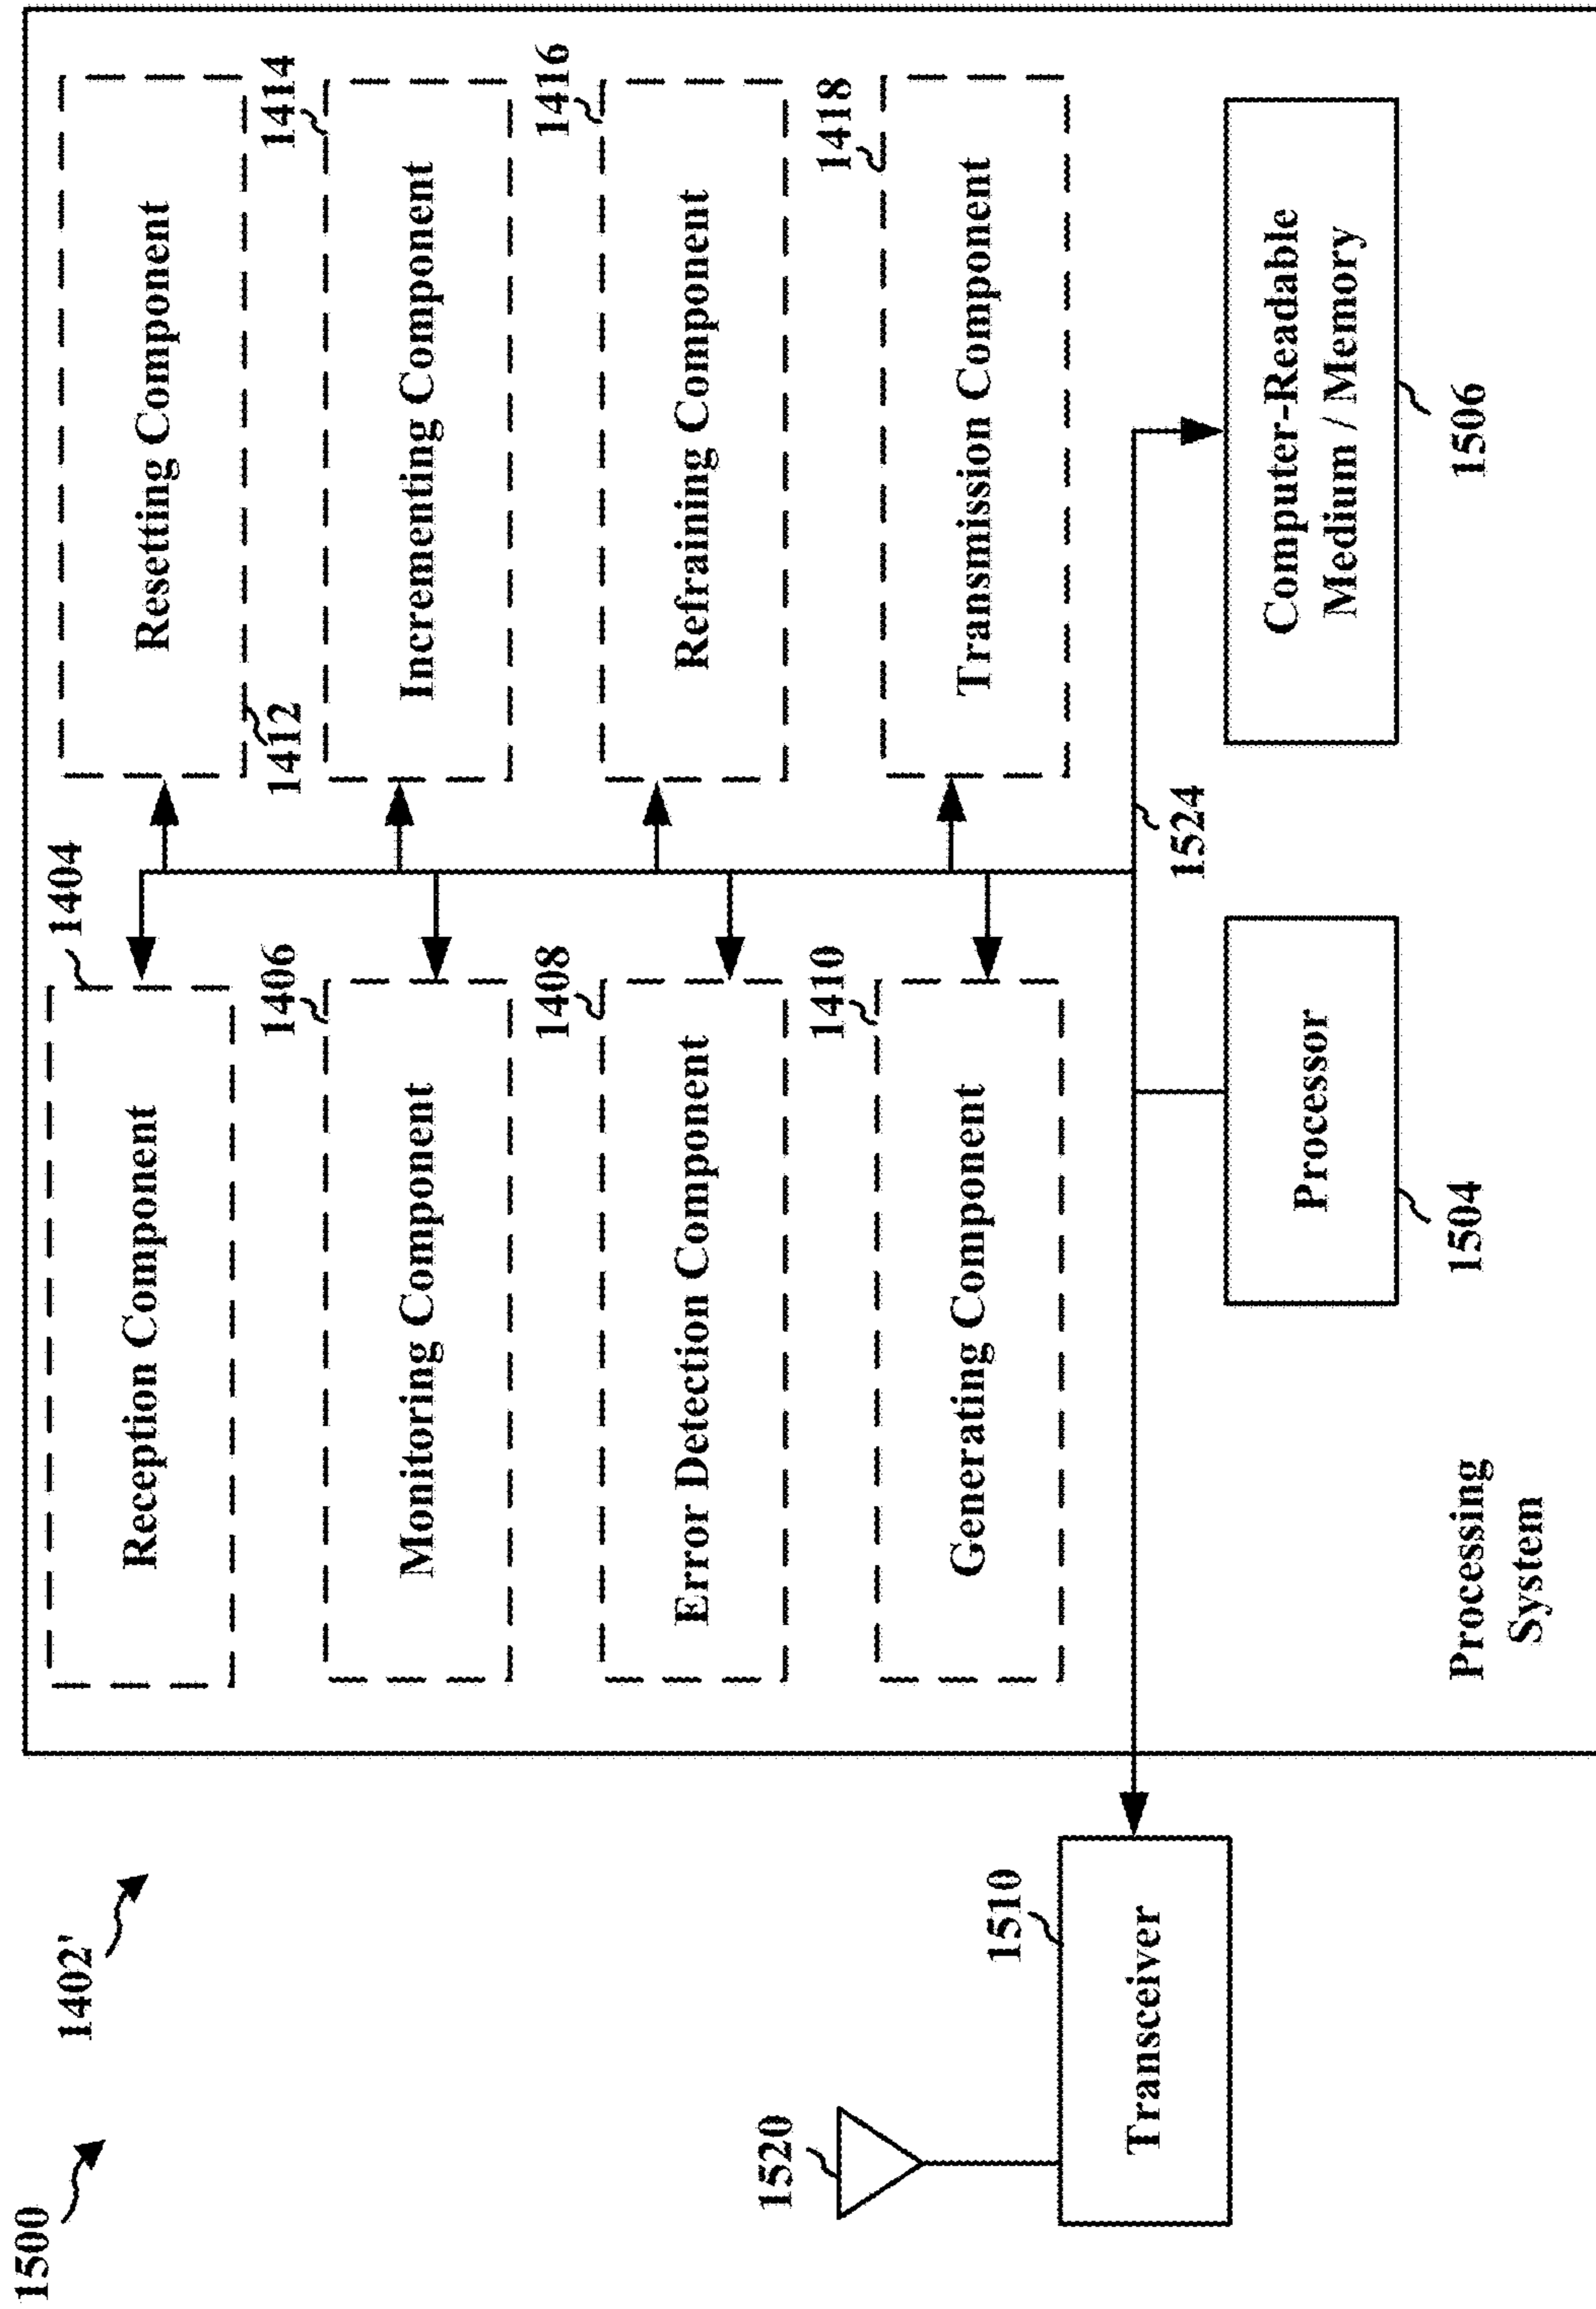 1500
1402'
1404
Reception Component
Resetting Component
1412
1406
1414
Monitoring Component
Incrementing Component
1408
1416
Error Detection Component
Refraining Component
1410
1418
Generating Component
Transmission Component
1520
1510
Transceiver
1524
Processor
1504
Computer-Readable
Medium / Memory
1506
Processing
System